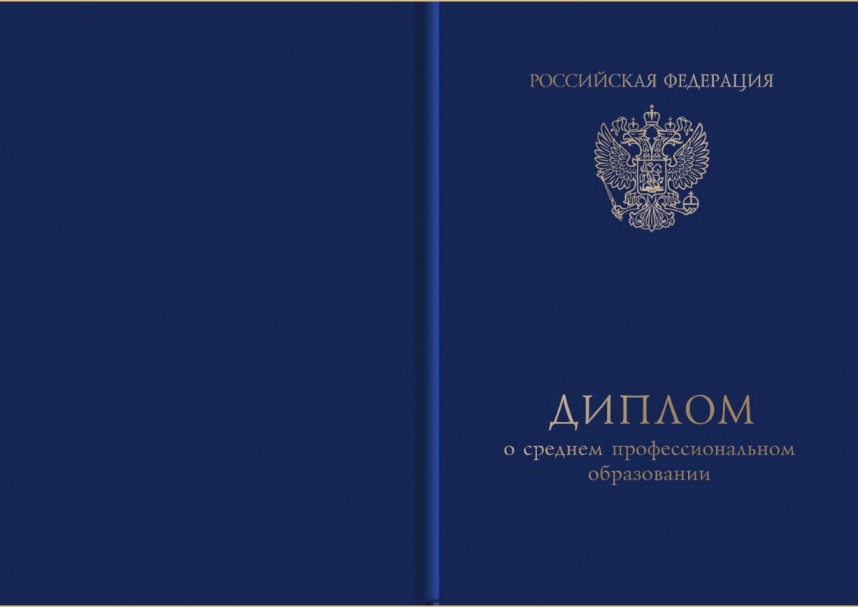 РОССИЙСКАЯ ФЕДЕРАЦИЯ
ДИПЛОМ
о среднем профессиональном
образовании